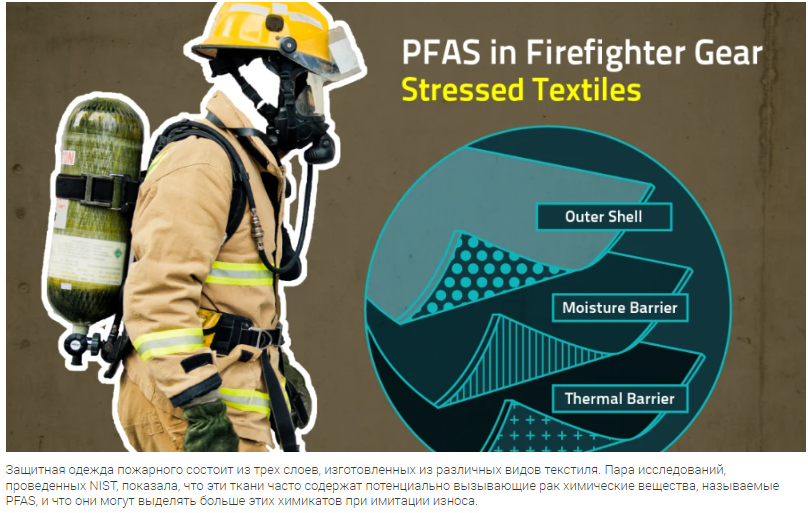 PFAS in Firefighter Gear
Stressed Textiles
Outer Shell
Moisture Barrier
Thermal Barrier
Защитная одежда пожарного состоит из трех слоев, изготовленных из различных видов текстиля. Пара исследований,
проведенных NIST, показала, что эти ткани часто содержат потенциально вызывающие рак химические вещества, называемые
PFAS, и что они могут выделять больше этих химикатов при имитации износа.